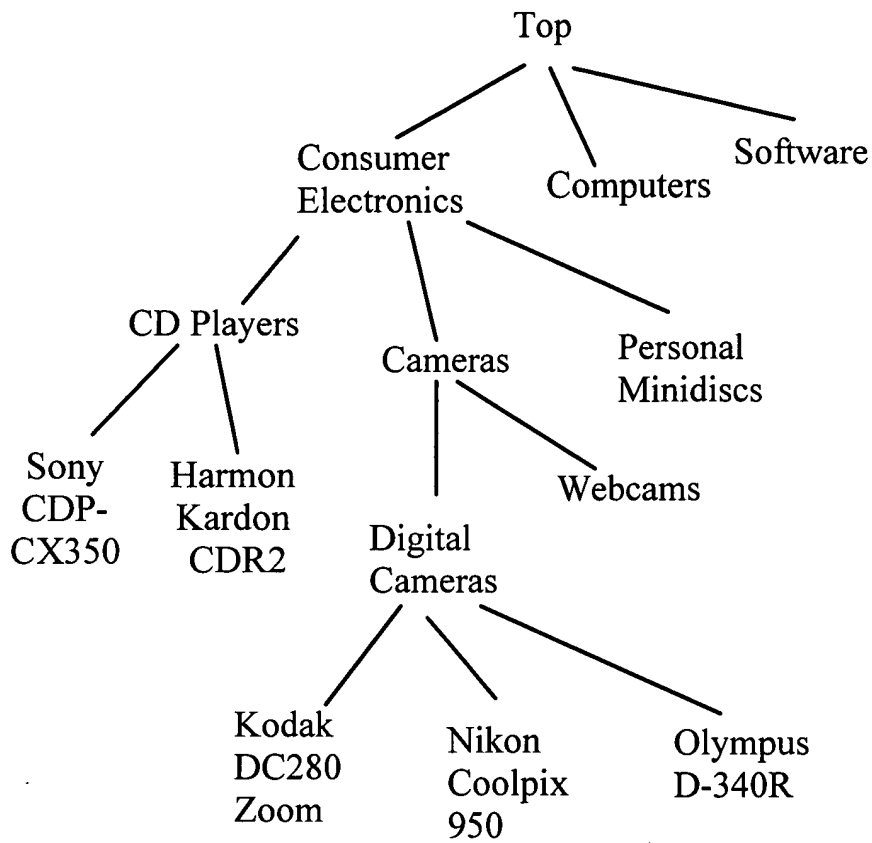 Top
Consumer
Electronics
Computers
Software
CD Players
Cameras
Personal
Minidiscs
Sony
CDP-
CX350
Harmon
Kardon
CDR2
Webcams
Digital
Cameras
Kodak
DC280
Zoom
Nikon
Coolpix
950
Olympus
D-340R